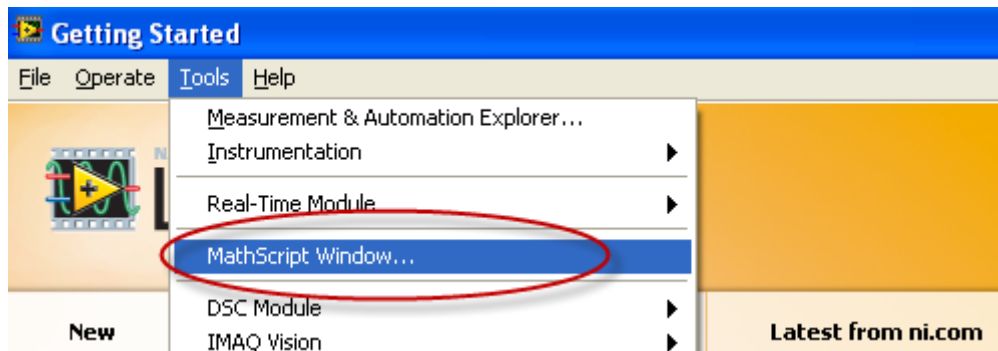 Getting Started
File Operate Tools Help
Measurement & Automation Explorer...
Instrumentation
Real-Time Module
MathScript Window...
DSC Module
New
Latest from ni.com
IMAQ Vision